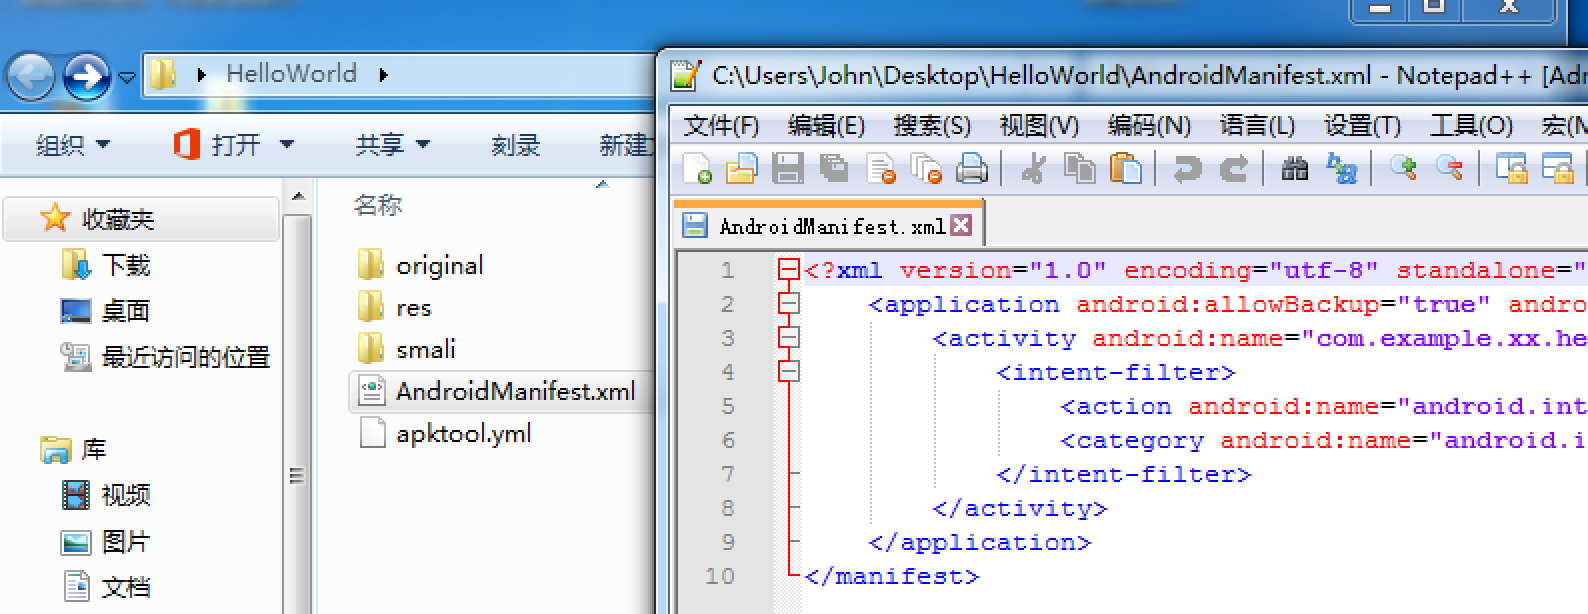 HelloWorld
组织
打开
共享
刻录
新建
收藏夹
下载
桌面
最近访问的位置
库
视频
图片
文档
名称
original
res
smali
AndroidManifest.xml
apktool.yml
C:\Users\John\Desktop\HelloWorld\AndroidManifest.xml - Notepad++ [Adr
文件(F) 编辑(E) 搜索(S) 视图(V) 编码(N) 语言(L) 设置(T) 工具(O) 宏(M
AndroidManifest.xml
1 <?xml version="1.0" encoding="utf-8" standalone="
2 <application android:allowBackup="true" andro
3 <activity android:name="com.example.xx.he
4 <intent-filter>
5 <action android:name="android.int
6 <category android:name="android.i
7 </intent-filter>
8 </activity>
9 </application>
10 </manifest>